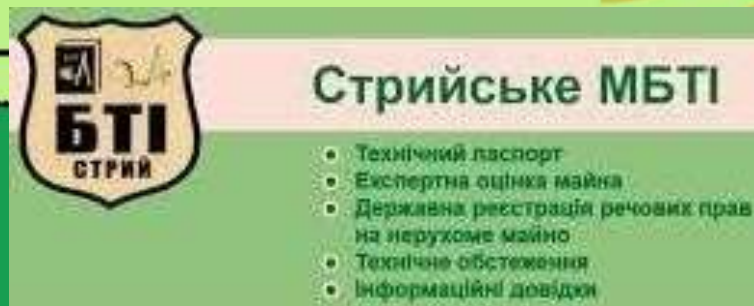 БТІ
СТРИЙ
Стрийське МБТІ
• Технічний паспорт
• Експертна оцінка майна
• Державна реєстрація речових прав
на нерухоме майно
• Технічне обстеження
• Інформаційні довідки